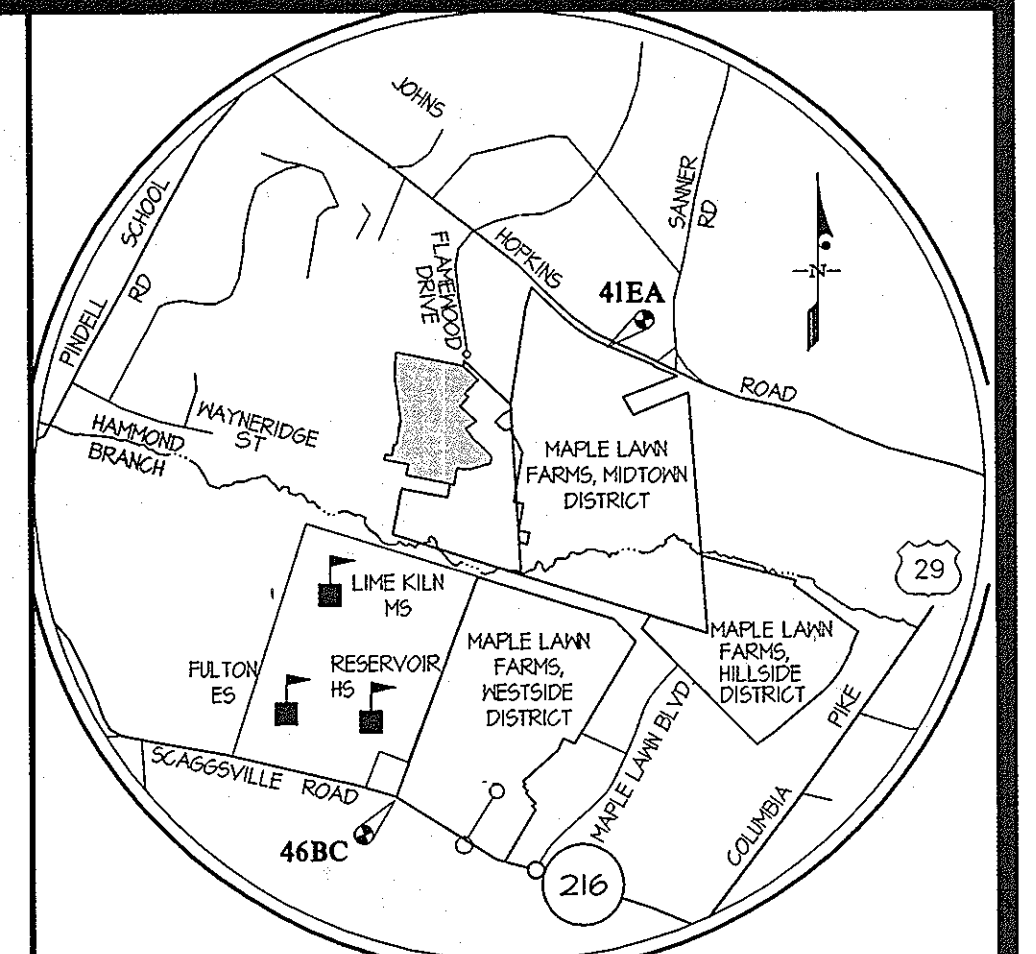 JOHNS
SANNER
RD
PINDELL
SCHOOL
RD
FLAMEWOOD
DRIVE
HOPKINS
41EA
N
ROAD
WAYNERIDGE
ST
HAMMOND
BRANCH
MAPLE LAWN
FARMS, MIDTOWN
DISTRICT
29
LIME KILN
MS
FULTON
ES
RESERVOIR
HS
MAPLE LAWN
FARMS,
WESTSIDE
DISTRICT
MAPLE LAWN
FARMS,
HILLSIDE
DISTRICT
MAPLE LAWN BLVD
PIKE
COLUMBIA
SCAGGSVILLE ROAD
46BC
216